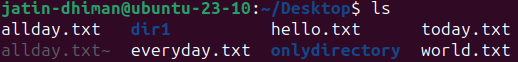 jatin-dhiman@ubuntu-23-10:~/Desktop$ ls
allday.txt dir1 hello.txt today.txt
allday.txt~ everyday.txt onlydirectory world.txt